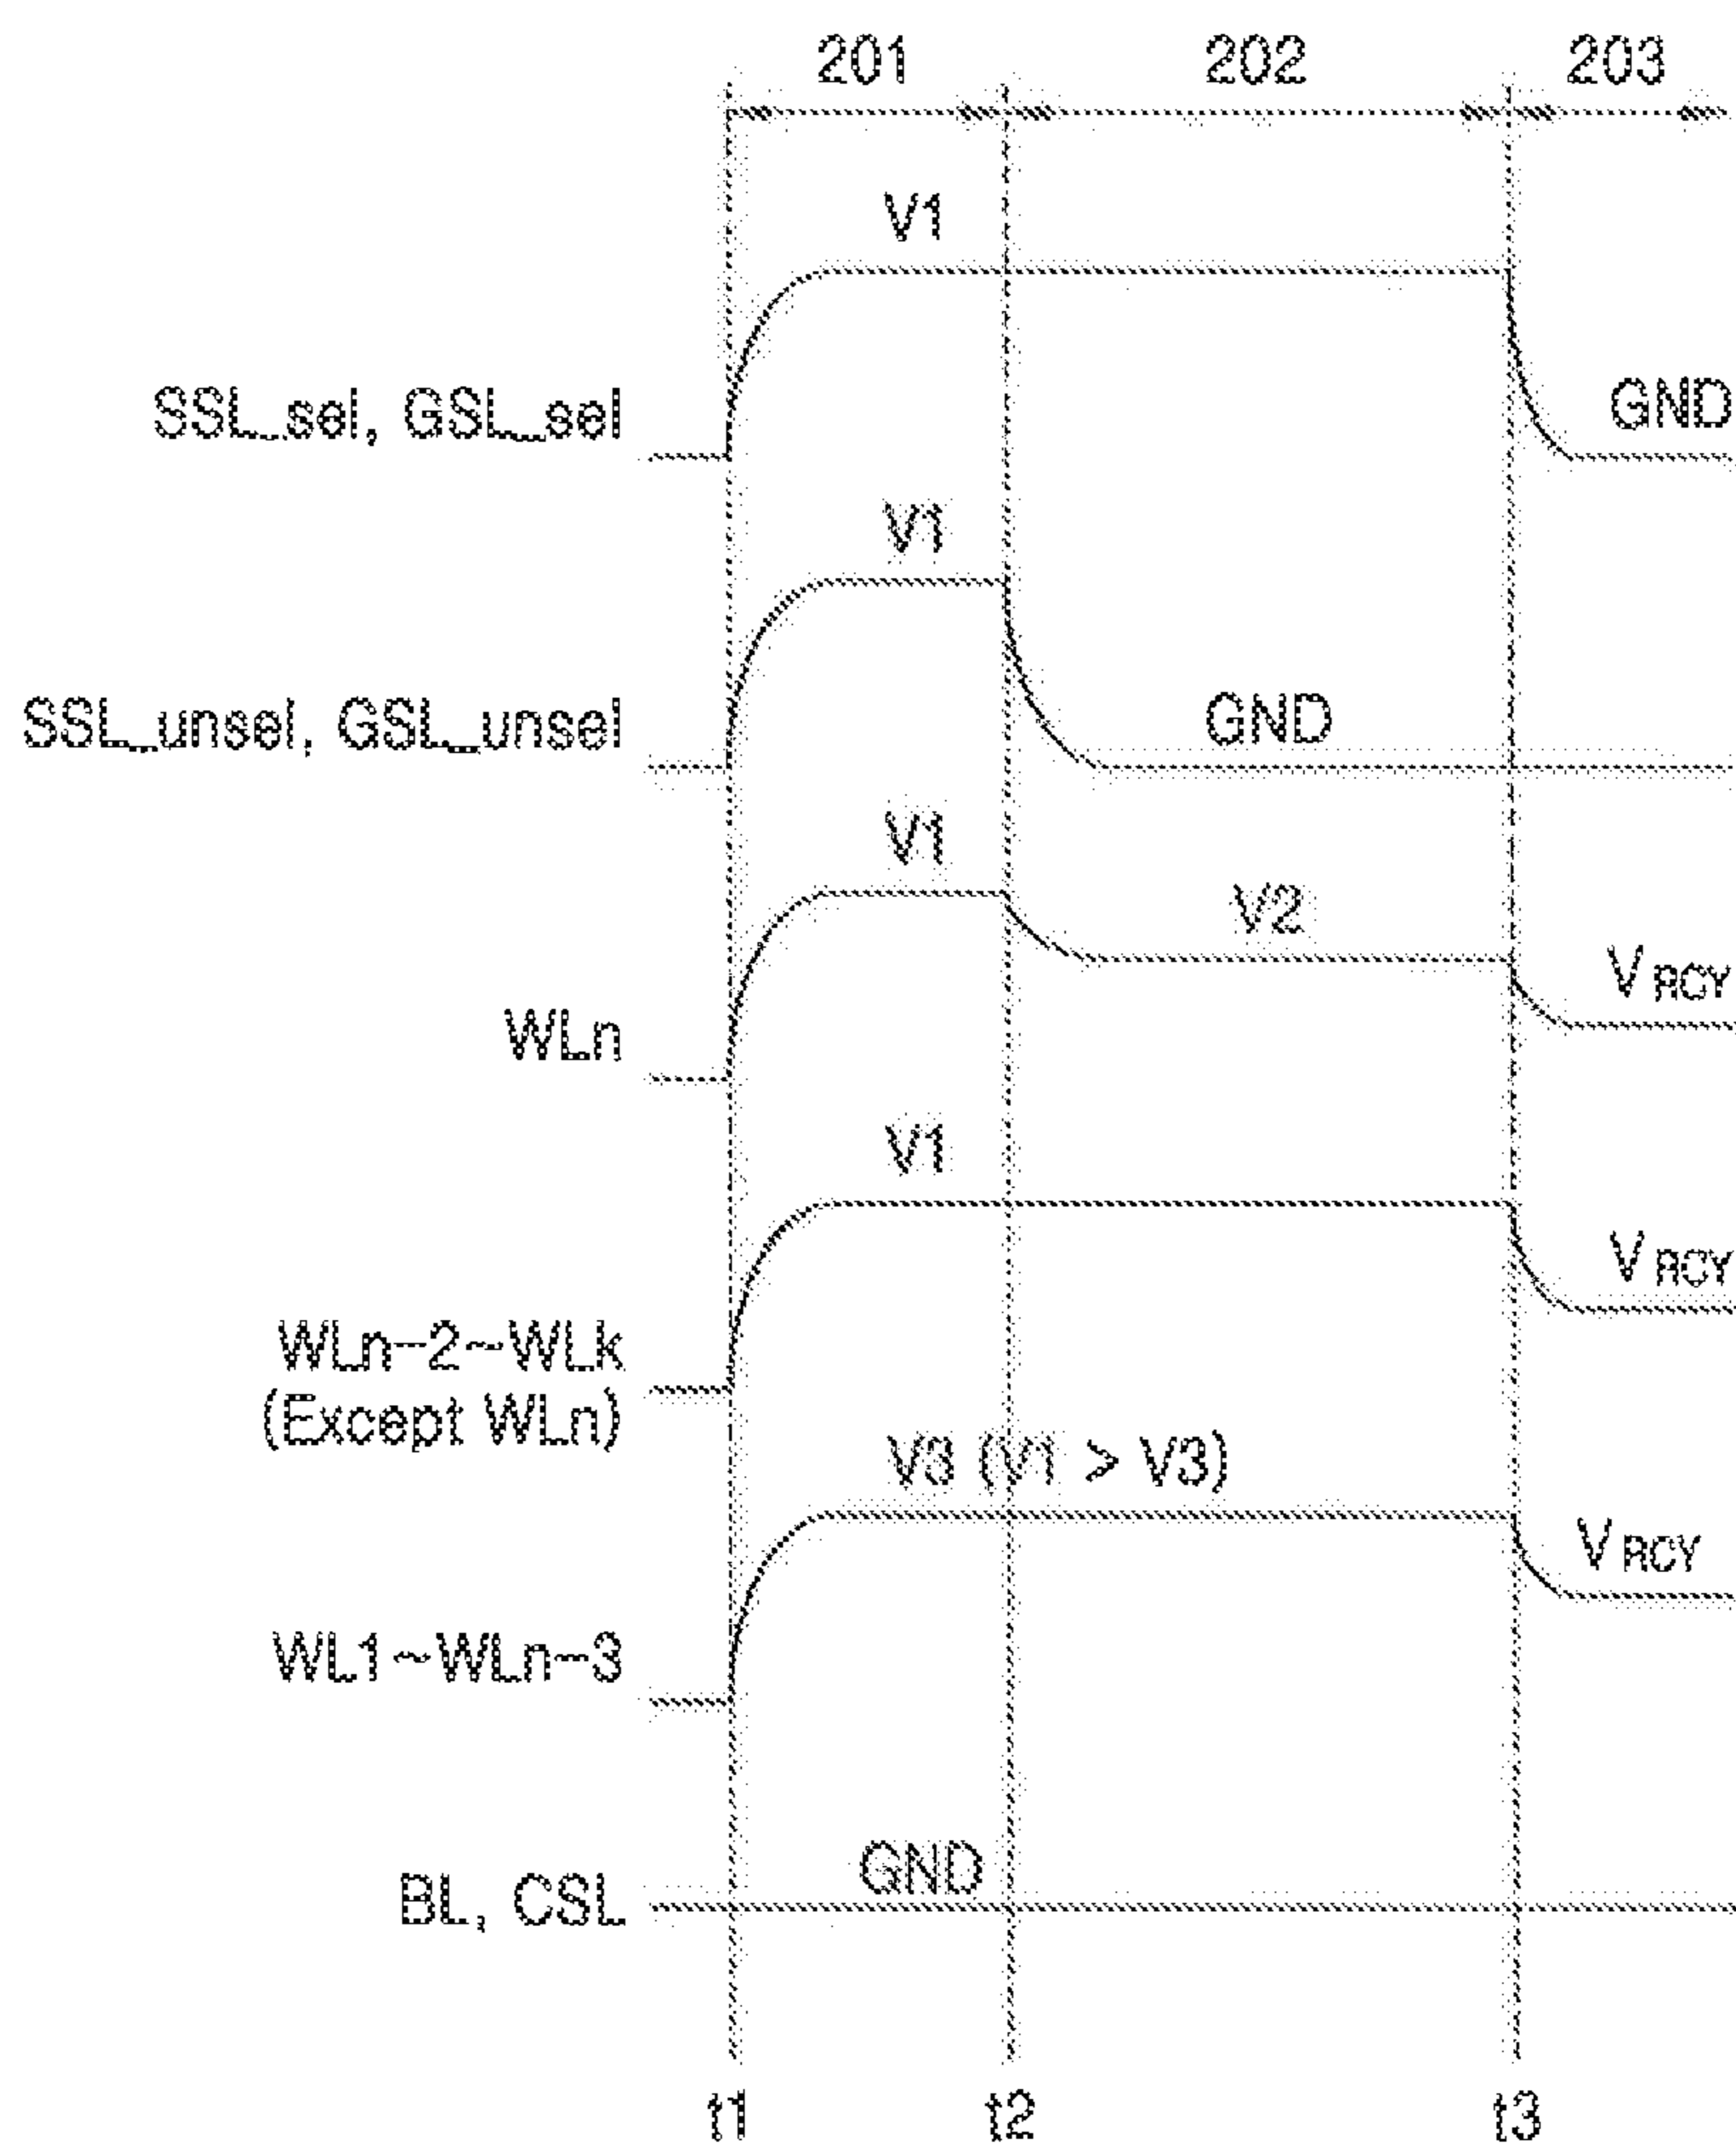 201 202 203
V1
SSL_sel, GSL_sel GND
V1
SSL_unsel, GSL_unsel GND
V1
V2
WLn VRCY
V1
VRCY
WLn-2~WLk
(Except WLn)
V3 (V1 > V3)
VRCY
WL1~WLn-3
GND
BL, CSL
t1 t2 t3